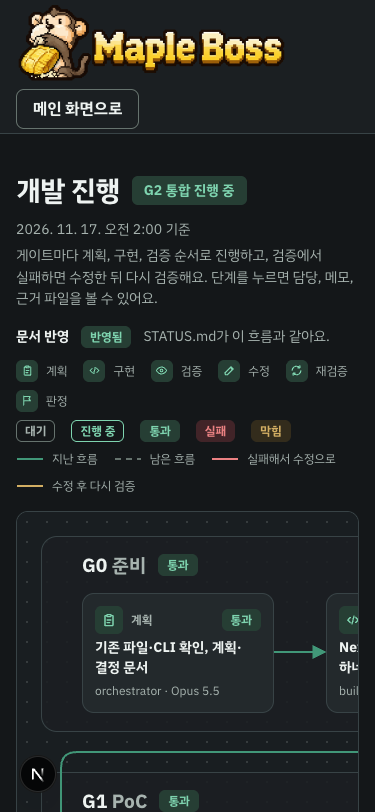 Maple Boss
메인 화면으로
개발 진행 G2 통합 진행 중
2026. 11. 17. 오전 2:00 기준
게이트마다 계획, 구현, 검증 순서로 진행하고, 검증에서
실패하면 수정한 뒤 다시 검증해요. 단계를 누르면 담당, 메모,
근거 파일을 볼 수 있어요.
문서 반영 반영됨 STATUS.md가 이 흐름과 같아요.
계획 구현 검증 수정 재검증
판정
대기 진행 중 통과 실패 막힘
지난 흐름 남은 흐름 실패해서 수정으로
수정 후 다시 검증
G0 준비 통과
계획 통과
기존 파일·CLI 확인, 계획·
결정 문서
orchestrator · Opus 5.5
하
buil
N
G1 PoC 통과